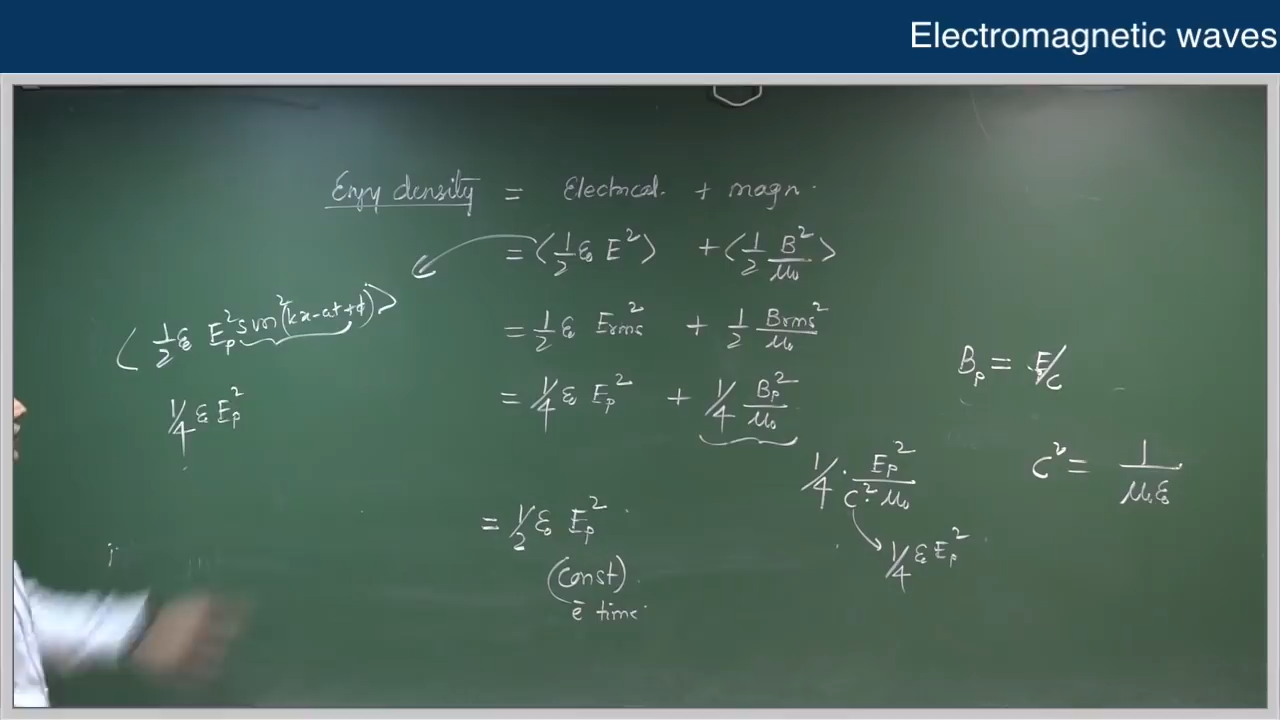 Electromagnetic waves
Engy density = Electrical. + magn.
= ⟨1/2 ε₀ E²⟩ + ⟨1/2 B²/μ₀⟩
⟨1/2 ε₀ Eₚ² sin²(kx-ωt+ϕ)⟩
= 1/2 ε₀ Erms² + 1/2 Brms²/μ₀
= 1/4 ε₀ Eₚ² + 1/4 Bₚ²/μ₀
1/4 ε₀ Eₚ²
Bₚ = E/c
1/4 · Eₚ²/c²·μ₀
c² = 1/μ₀ε₀
= 1/2 ε₀ Eₚ²
1/4 ε₀ Eₚ²
(const)
c̄ time.